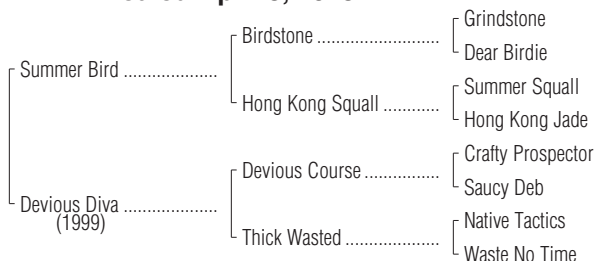 Grindstone
Birdstone ..........................
Dear Birdie
Summer Bird ....................
Summer Squall
Hong Kong Squall ............
Hong Kong Jade
Crafty Prospector
Devious Course ................
Saucy Deb
Devious Diva ....................
(1999)
Native Tactics
Thick Wasted ....................
Waste No Time